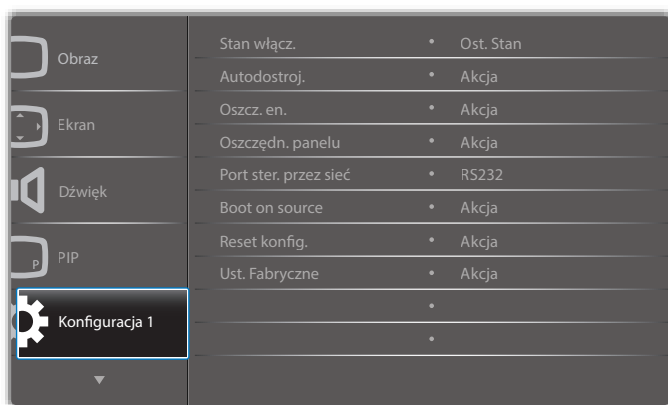 Obraz
Ekran
Dźwięk
PIP
P
Konfiguracja 1
Stan włącz. • Ost. Stan
Autodostroj. • Akcja
Oszcz. en. • Akcja
Oszczędn. panelu • Akcja
Port ster. przez sieć • RS232
Boot on source • Akcja
Reset konfig. • Akcja
Ust. Fabryczne • Akcja
•
•